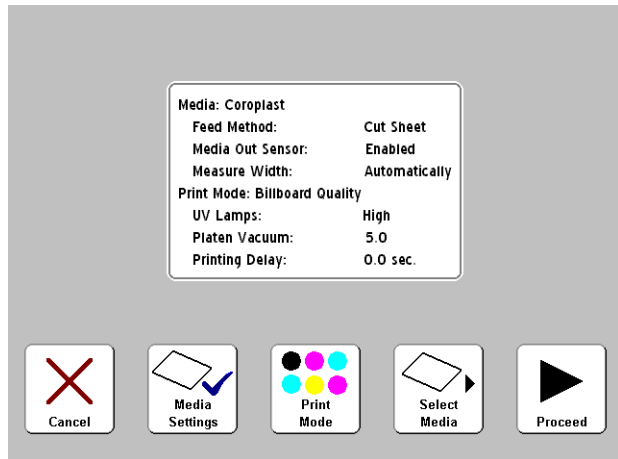 Media: Coroplast
Feed Method: Cut Sheet
Media Out Sensor: Enabled
Measure Width: Automatically
Print Mode: Billboard Quality
UV Lamps: High
Platen Vacuum: 5.0
Printing Delay: 0.0 sec.
Cancel
Media
Settings
Print
Mode
Select
Media
Proceed